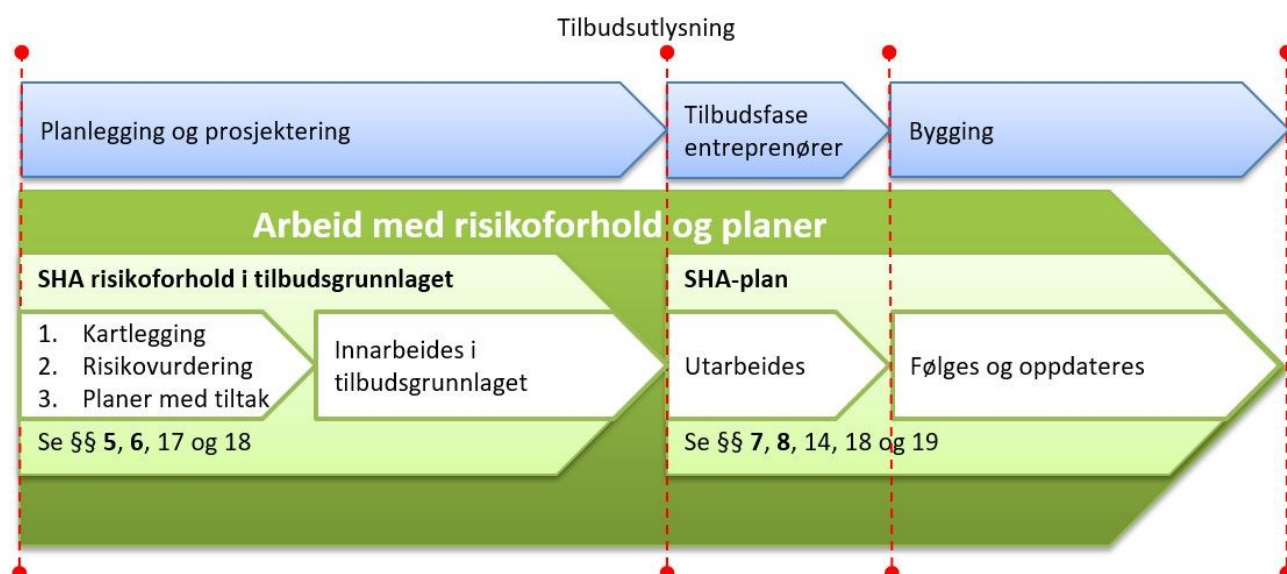 Tilbudsutlysning
Planlegging og prosjektering
Tilbudsfase
entreprenører
Bygging
Arbeid med risikoforhold og planer
SHA risikoforhold i tilbudsgrunnlaget
1. Kartlegging
2. Risikovurdering
3. Planer med tiltak
Innarbeides i
tilbudsgrunnlaget
Se §§ 5, 6, 17 og 18
SHA-plan
Utarbeides
Følges og oppdateres
Se §§ 7, 8, 14, 18 og 19